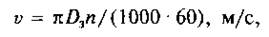 v = πD₃n/(1000 · 60), м/с,